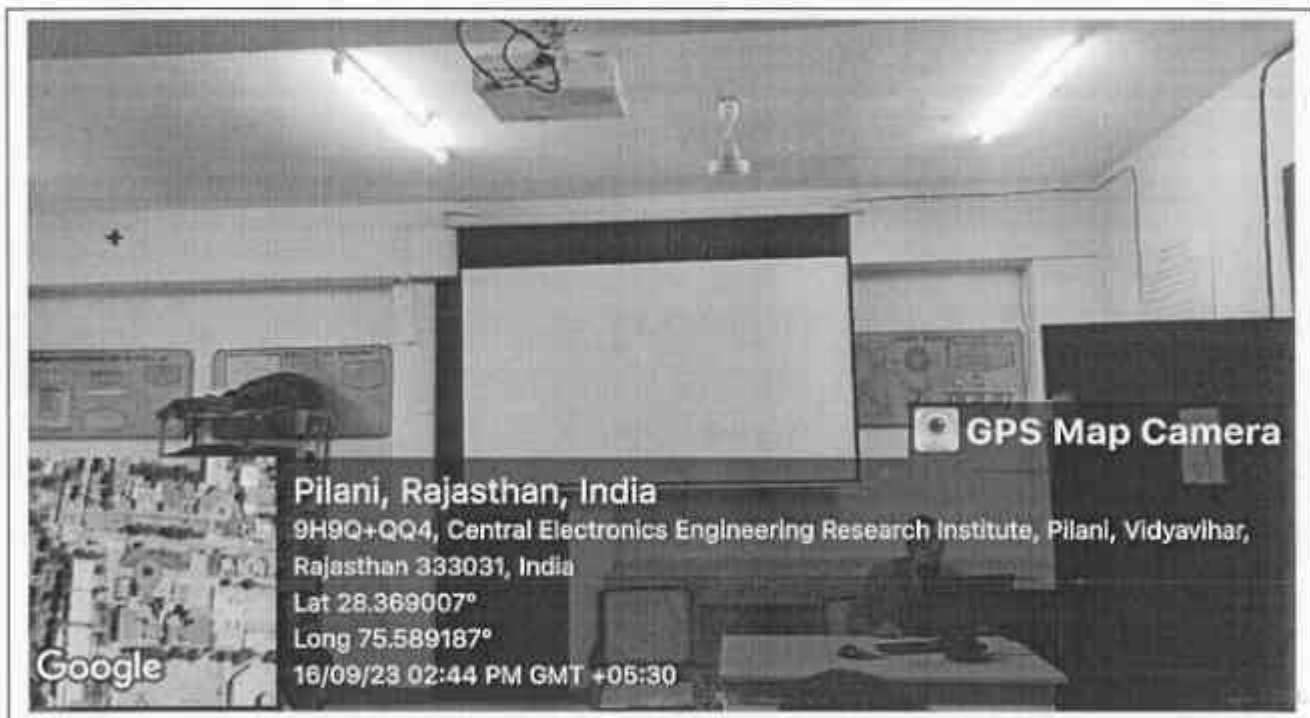 GPS Map Camera
Pilani, Rajasthan, India
9H9Q+QQ4, Central Electronics Engineering Research Institute, Pilani, Vidyavihar,
Rajasthan 333031, India
Lat 28.369007°
Long 75.589187°
16/09/23 02:44 PM GMT +05:30
Google